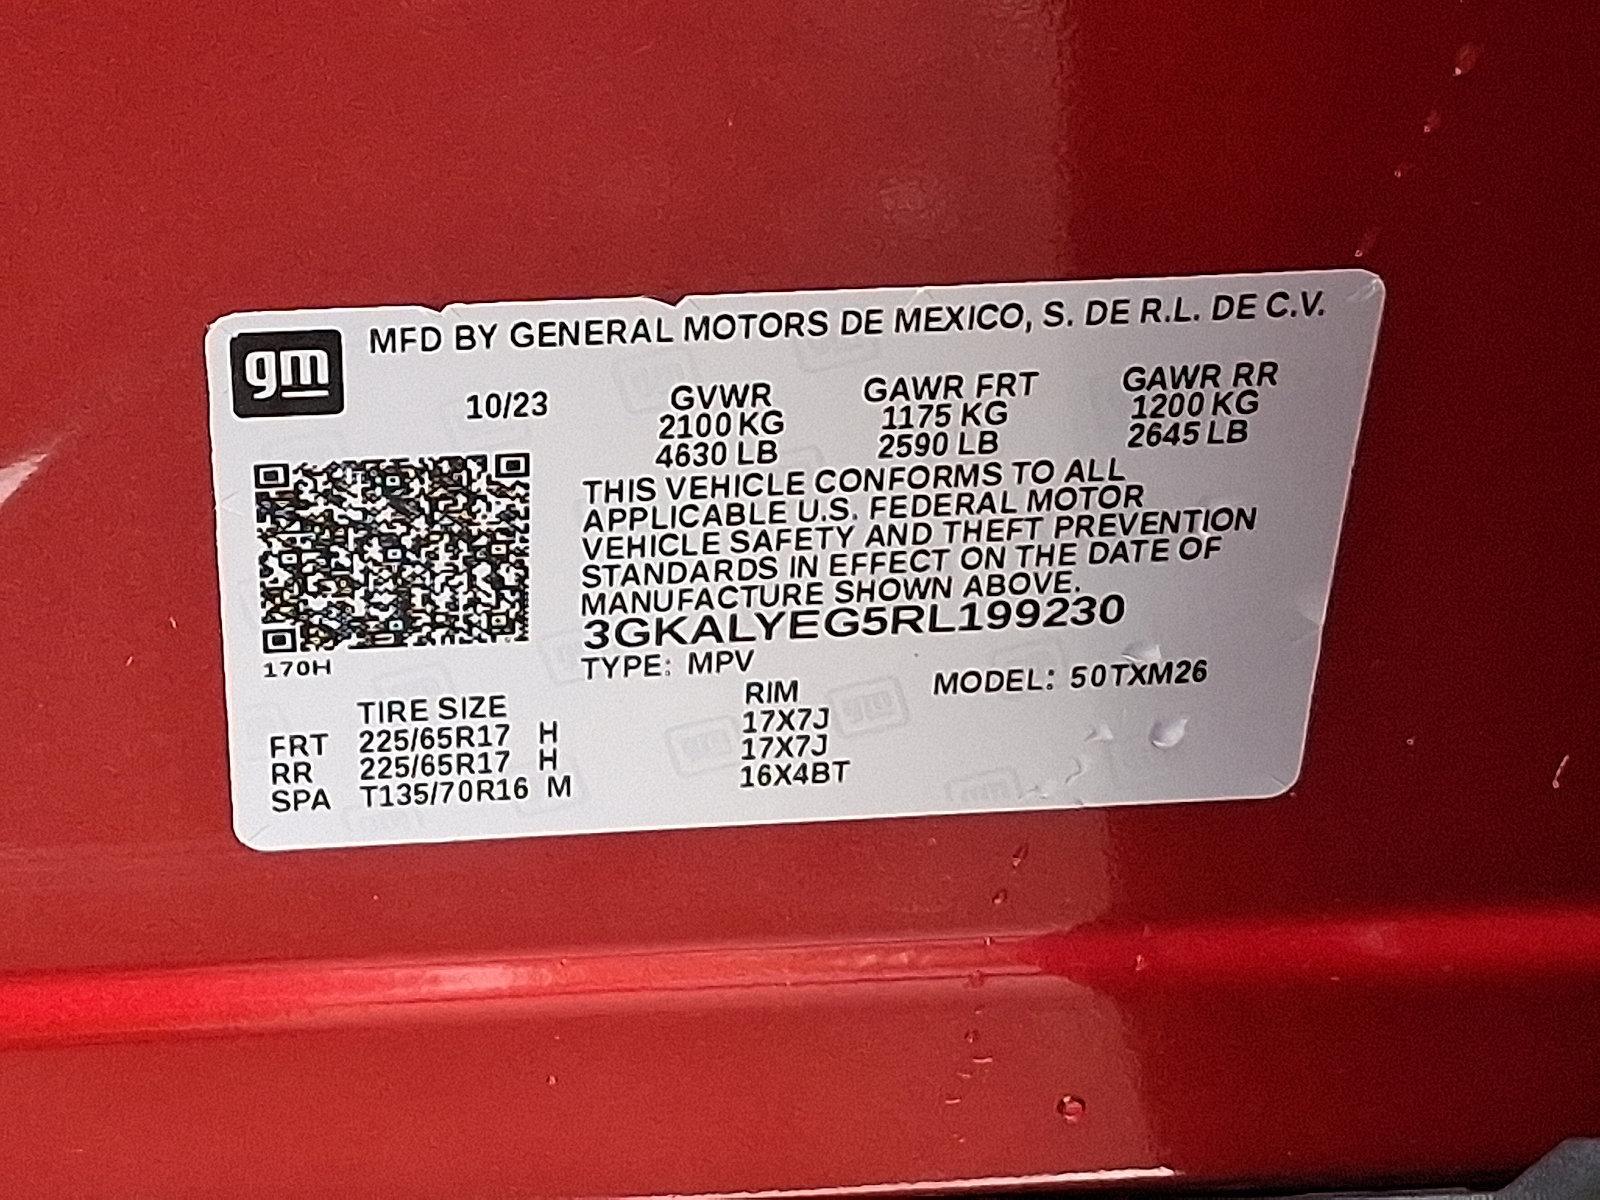 gm MFD BY GENERAL MOTORS DE MEXICO, S. DE R.L. DE C.V.
10/23 GVWR GAWR FRT GAWR RR
2100 KG 1175 KG 1200 KG
4630 LB 2590 LB 2645 LB
THIS VEHICLE CONFORMS TO ALL
APPLICABLE U.S. FEDERAL MOTOR
VEHICLE SAFETY AND THEFT PREVENTION
STANDARDS IN EFFECT ON THE DATE OF
MANUFACTURE SHOWN ABOVE.
3GKALYEG5RL199230
170H TYPE: MPV MODEL: 50TXM26
TIRE SIZE RIM
FRT 225/65R17 H 17X7J
RR 225/65R17 H 17X7J
SPA T135/70R16 M 16X4BT